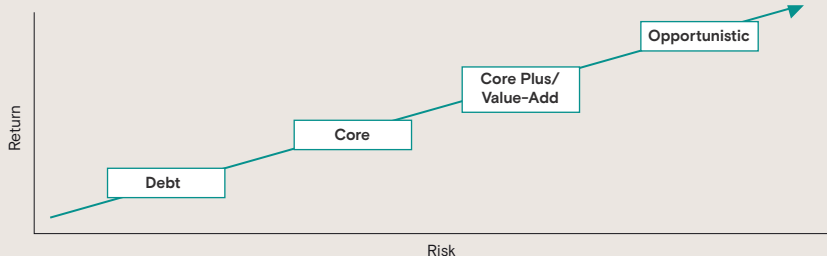 Opportunistic
Core Plus/
Value-Add
Core
Debt
Return
Risk